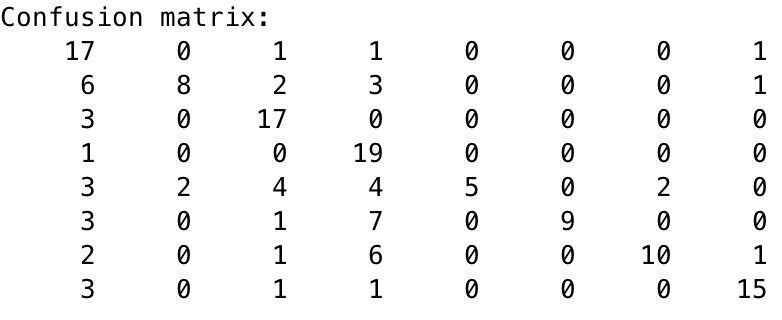 Confusion matrix:
17 0 1 1 0 0 0 1
6 8 2 3 0 0 0 1
3 0 17 0 0 0 0 0
1 0 0 19 0 0 0 0
3 2 4 4 5 0 2 0
3 0 1 7 0 9 0 0
2 0 1 6 0 0 10 1
3 0 1 1 0 0 0 15